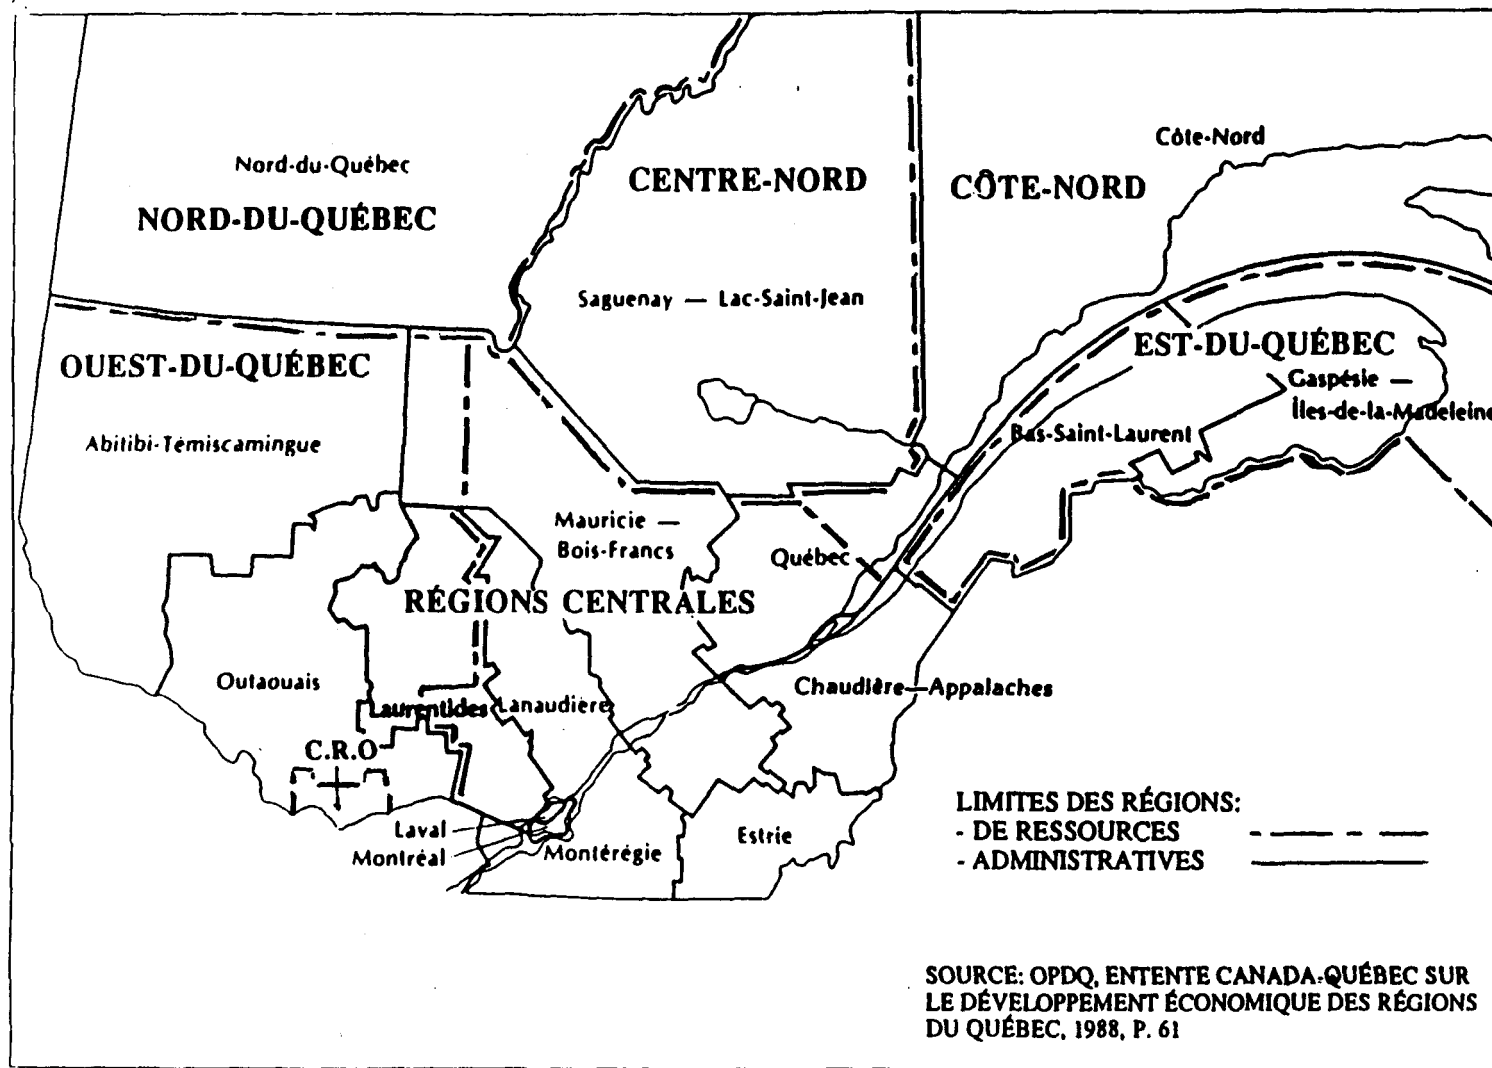 Côte-Nord
Nord-du-Québec
CENTRE-NORD
CÔTE-NORD
NORD-DU-QUÉBEC
Saguenay — Lac-Saint-Jean
EST-DU-QUÉBEC
OUEST-DU-QUÉBEC
Gaspésie —
Îles-de-la-Madeleine
Bas-Saint-Laurent
Abitibi-Témiscamingue
Mauricie —
Bois-Francs
Québec
RÉGIONS CENTRALES
Outaouais
Chaudière—Appalaches
Laurentides
Lanaudière
C.R.O
Laval
Montréal
Montérégie
Estrie
LIMITES DES RÉGIONS:
- DE RESSOURCES
- ADMINISTRATIVES
SOURCE: OPDQ, ENTENTE CANADA-QUÉBEC SUR
LE DÉVELOPPEMENT ÉCONOMIQUE DES RÉGIONS
DU QUÉBEC, 1988, P. 61